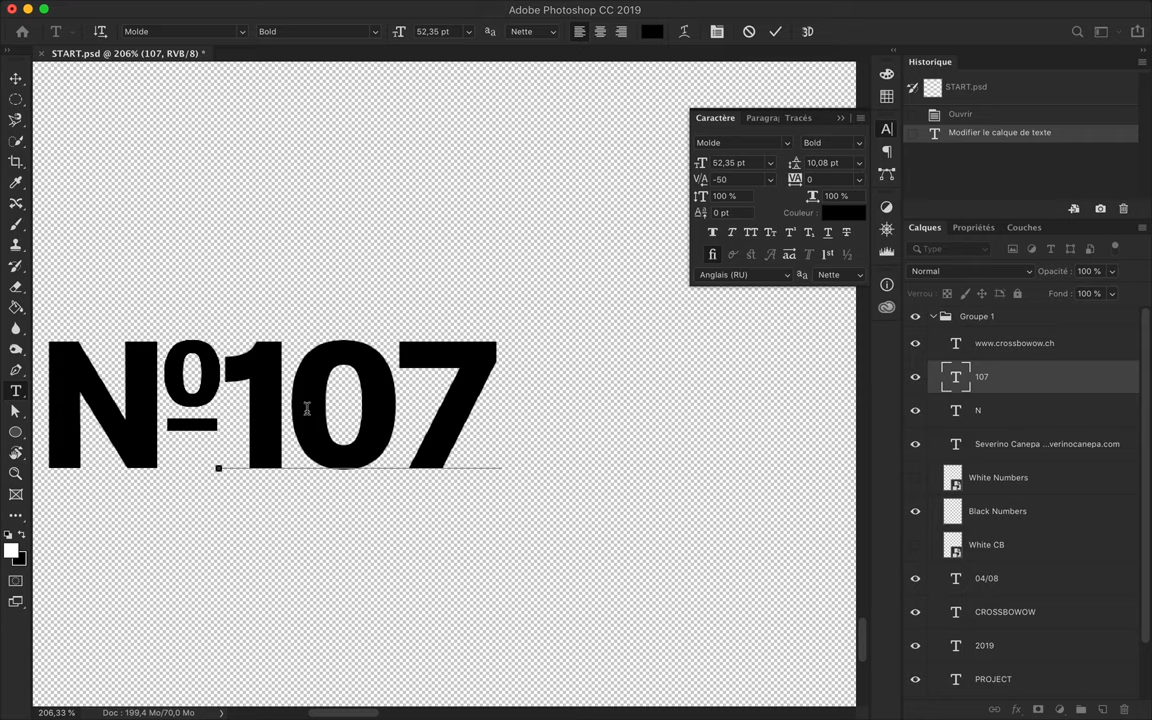 Adobe Photoshop CC 2019
Molde
Bold
52,35 pt
Nette
3D
START.psd @ 206% (107, RVB/8) *
Historique
START.psd
Ouvrir
Modifier le calque de texte
Caractère
Paragra
Tracés
Molde
Bold
52,35 pt
10,08 pt
-50
0
100 %
100 %
0 pt
Couleur :
Anglais (RU)
Nette
Nº107
Calques
Propriétés
Couches
Type
Normal
Opacité : 100 %
Verrou :
Fond : 100 %
Groupe 1
www.crossbowow.ch
107
N
Severino Canepa ...verinocanepa.com
White Numbers
Black Numbers
White CB
04/08
CROSSBOWOW
2019
PROJECT
206,33 %
Doc : 199,4 Mo/70,0 Mo